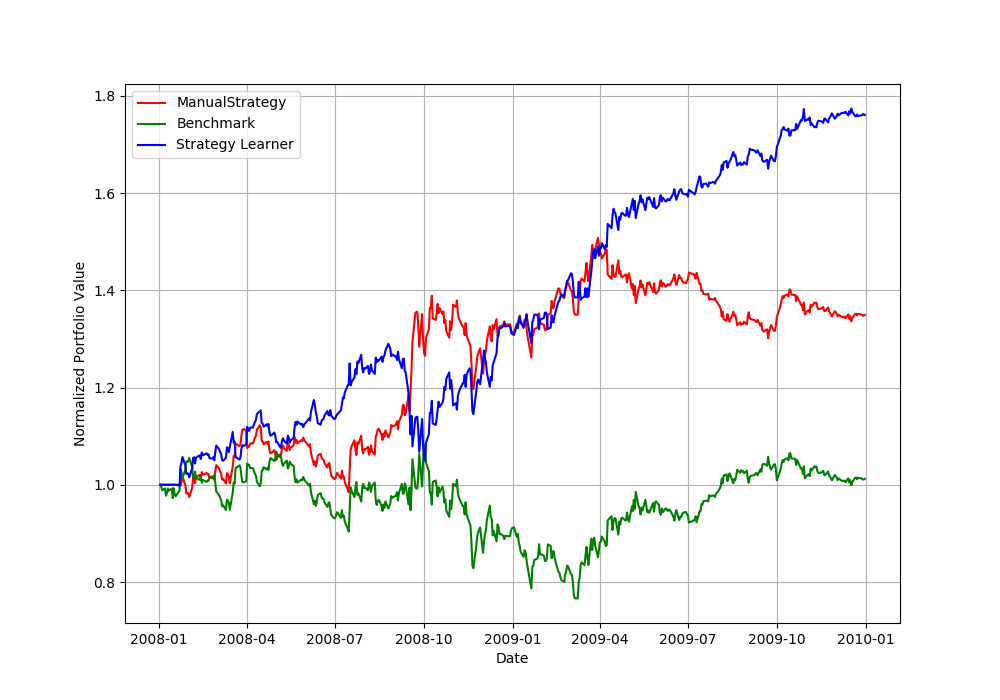 ManualStrategy
Benchmark
Strategy Learner
Normalized Portfolio Value
1.8
1.6
1.4
1.2
1.0
0.8
2008-01 2008-04 2008-07 2008-10 2009-01 2009-04 2009-07 2009-10 2010-01
Date